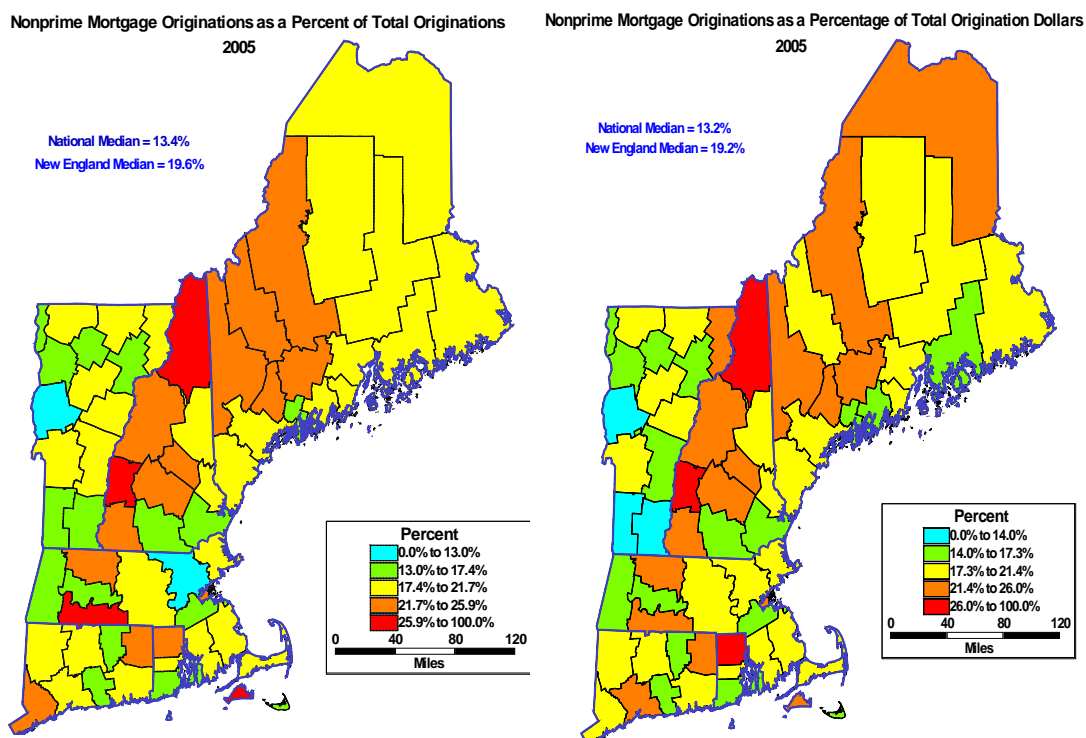 Nonprime Mortgage Originations as a Percent of Total Originations
2005
National Median = 13.4%
New England Median = 19.6%
Percent
0.0% to 13.0%
13.0% to 17.4%
17.4% to 21.7%
21.7% to 25.9%
25.9% to 100.0%
0 40 80 120
Miles
Nonprime Mortgage Originations as a Percentage of Total Origination Dollars
2005
National Median = 13.2%
New England Median = 19.2%
Percent
0.0% to 14.0%
14.0% to 17.3%
17.3% to 21.4%
21.4% to 26.0%
26.0% to 100.0%
0 40 80 120
Miles